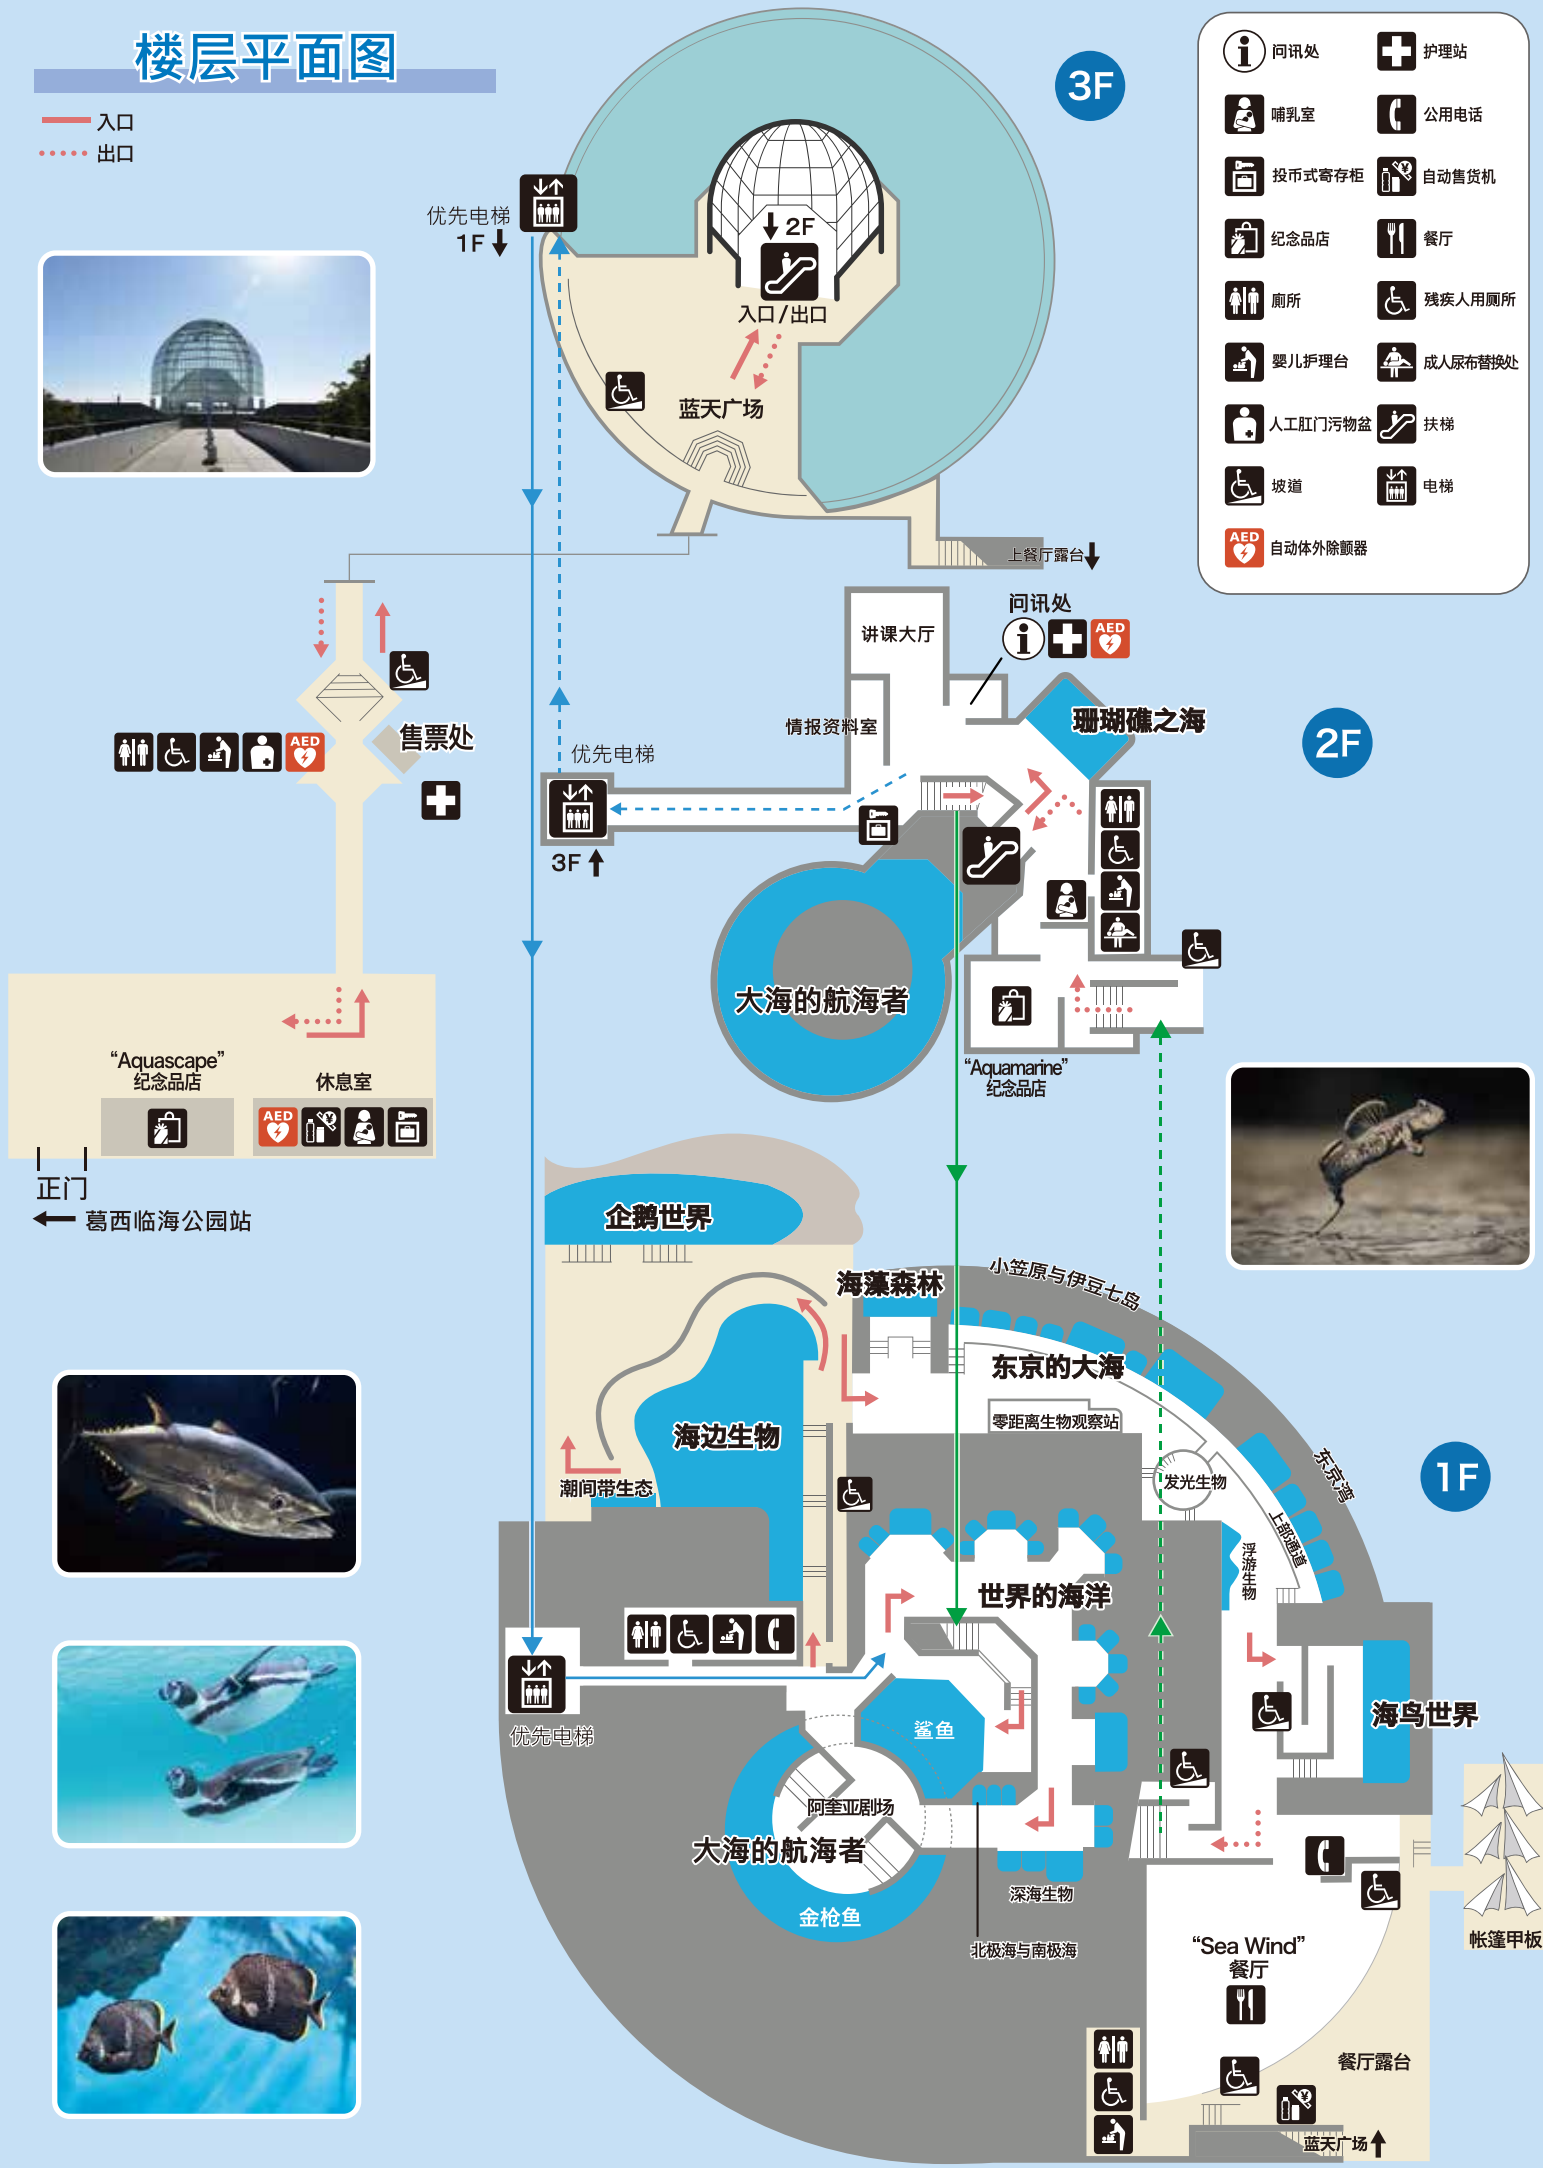 楼层平面图
入口
出口
3F
问讯处
护理站
哺乳室
公用电话
投币式寄存柜
自动售货机
纪念品店
餐厅
厠所
残疾人用厕所
婴儿护理台
成人尿布替换处
人工肛门污物盆
扶梯
坡道
电梯
AED
自动体外除颤器
优先电梯
1F
2F
入口/出口
蓝天广场
上餐厅露台
讲课大厅
问讯处
AED
情报资料室
珊瑚礁之海
2F
优先电梯
3F
售票处
AED
大海的航海者
“Aquamarine”
纪念品店
“Aquascape”
纪念品店
休息室
AED
正门
葛西临海公园站
企鹅世界
海藻森林
小笠原与伊豆七岛
东京的大海
零距离生物观察站
海边生物
潮间带生态
发光生物
东京湾
上部通道
浮游生物
1F
世界的海洋
优先电梯
鲨鱼
海鸟世界
阿奎亚剧场
大海的航海者
金枪鱼
深海生物
北极海与南极海
“Sea Wind”
餐厅
帐篷甲板
餐厅露台
蓝天广场